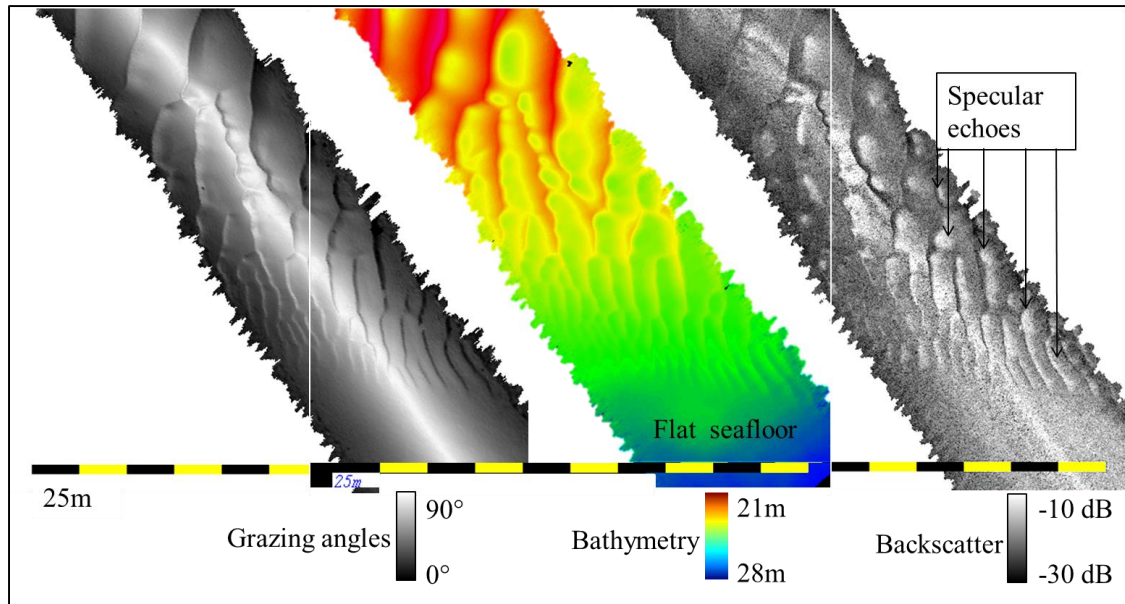 Specular
echoes
Flat seafloor
25m
25m
Grazing angles
90°
0°
Bathymetry
21m
28m
Backscatter
-10 dB
-30 dB